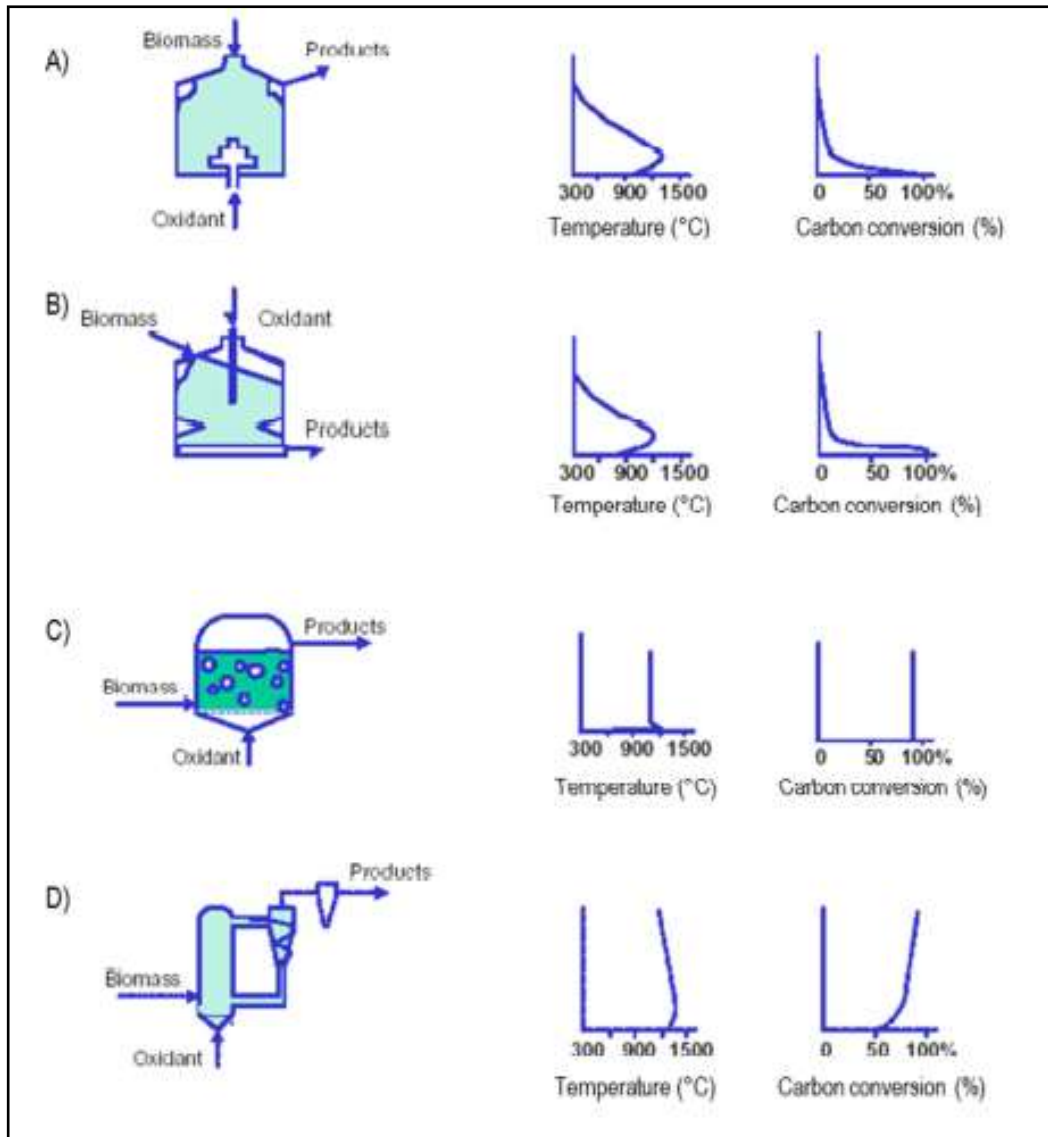 A)
Biomass
Products
Oxidant
300 900 1500
Temperature (°C)
0 50 100%
Carbon conversion (%)
B)
Biomass
Oxidant
Products
300 900 1500
Temperature (°C)
0 50 100%
Carbon conversion (%)
C)
Products
Biomass
Oxidant
300 900 1500
Temperature (°C)
0 50 100%
Carbon conversion (%)
D)
Products
Biomass
Oxidant
300 900 1500
Temperature (°C)
0 50 100%
Carbon conversion (%)